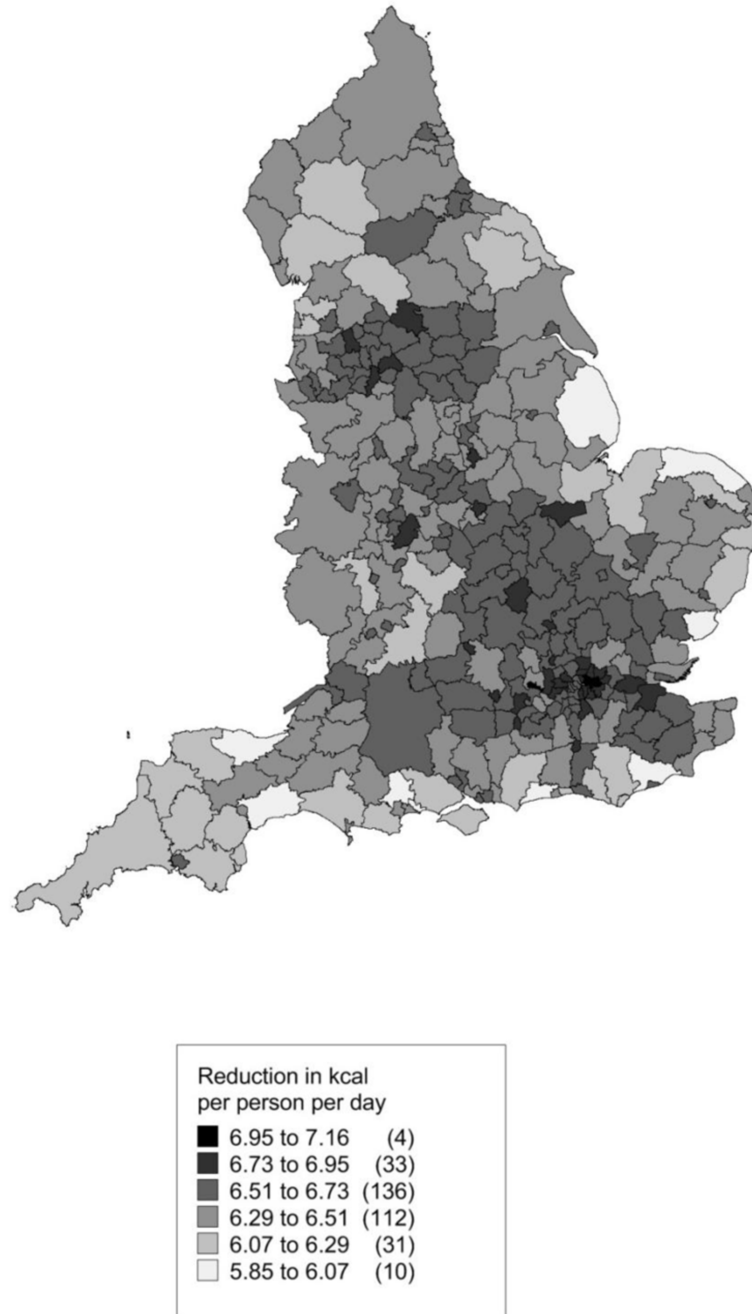 Reduction in kcal
per person per day
6.95 to 7.16 (4)
6.73 to 6.95 (33)
6.51 to 6.73 (136)
6.29 to 6.51 (112)
6.07 to 6.29 (31)
5.85 to 6.07 (10)